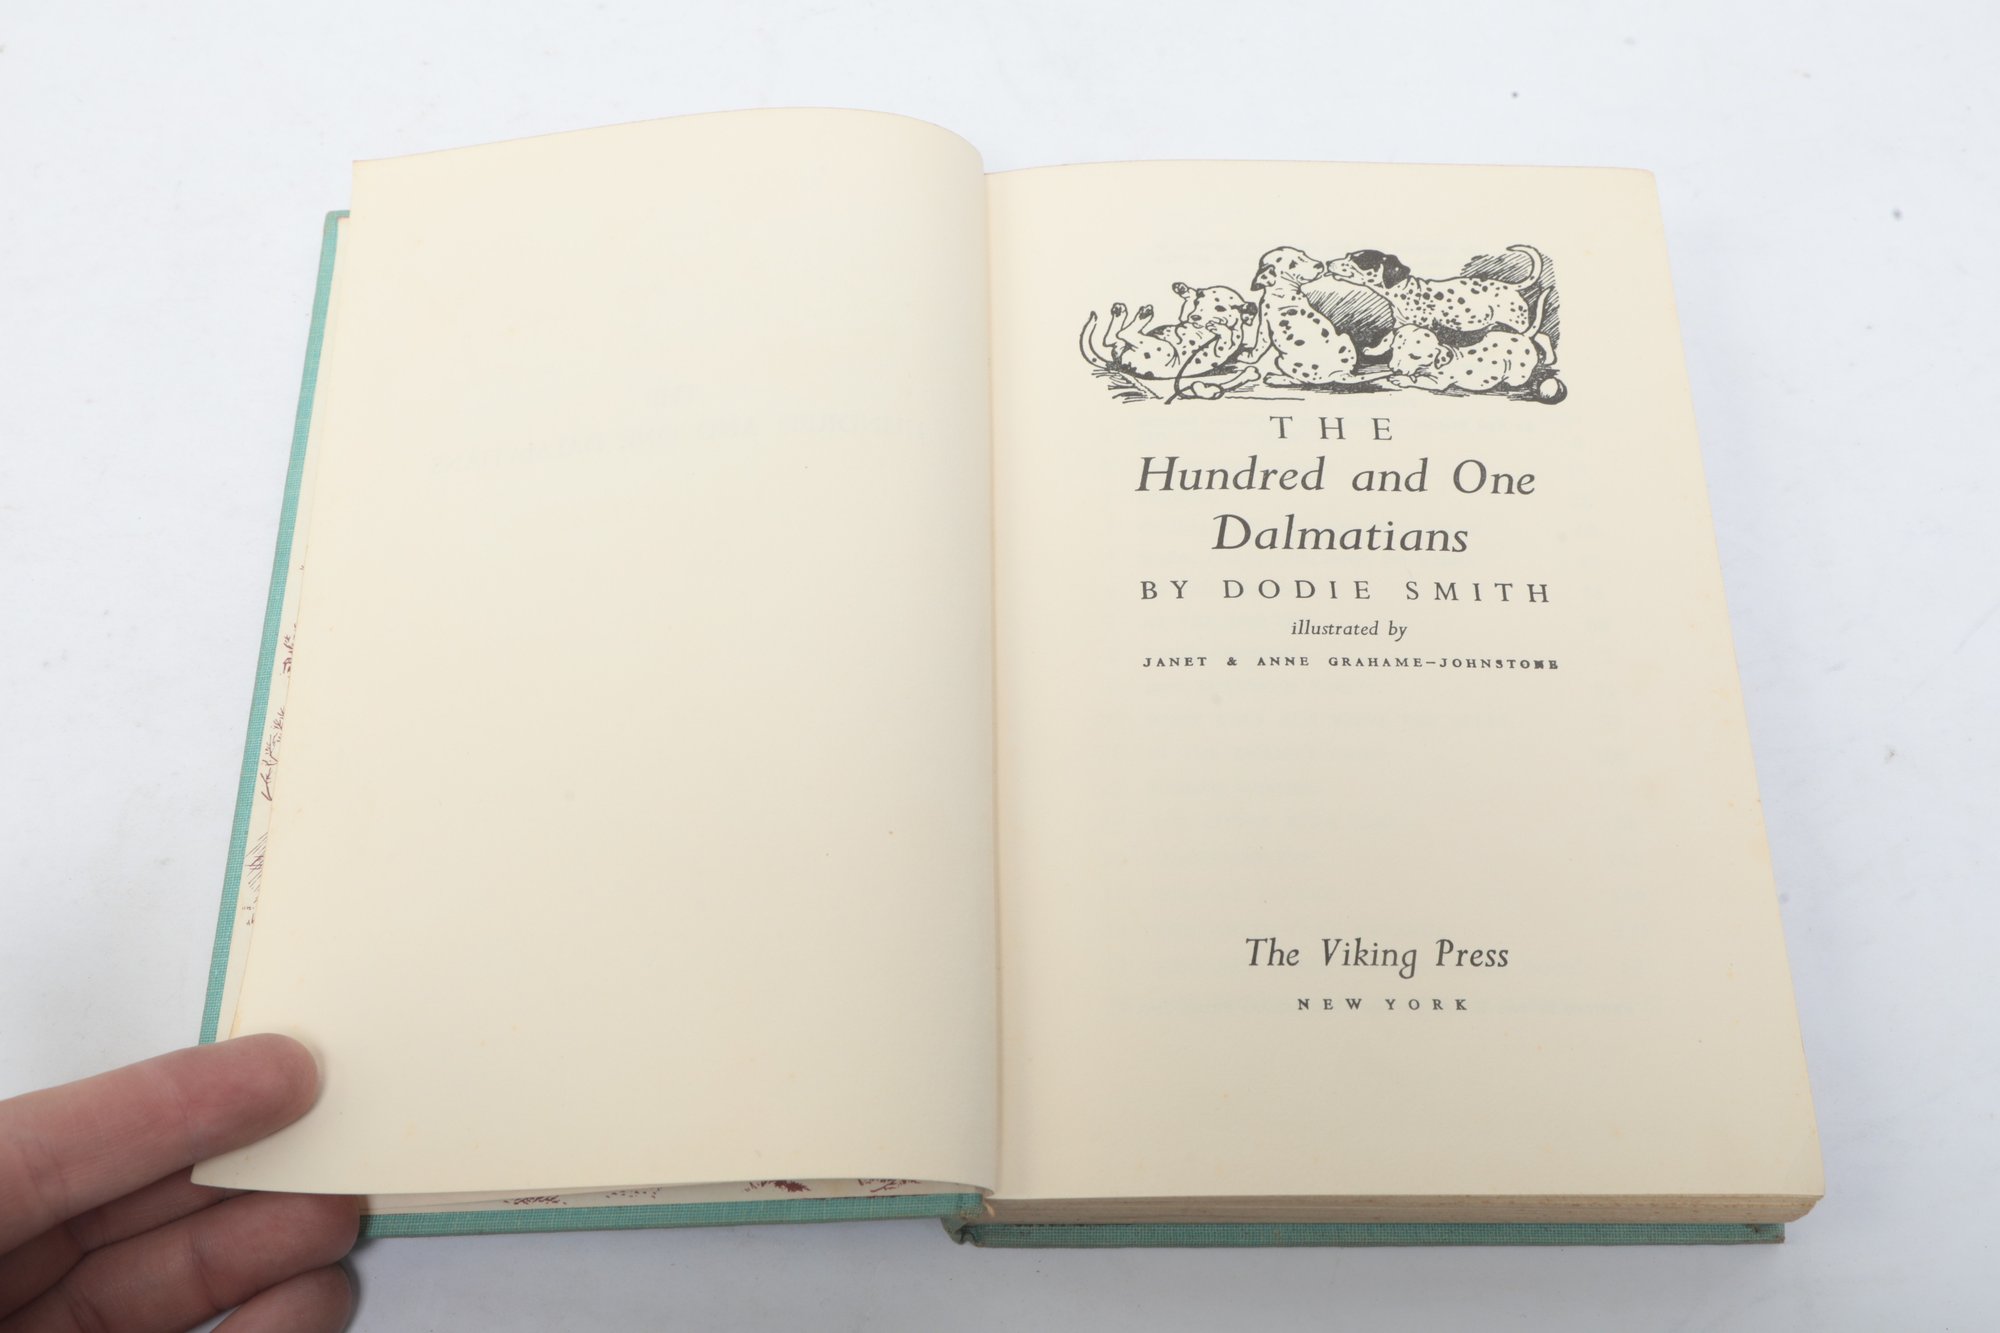 THE
Hundred and One
Dalmatians
BY DODIE SMITH
illustrated by
JANET & ANNE GRAHAME-JOHNSTONE
The Viking Press
NEW YORK